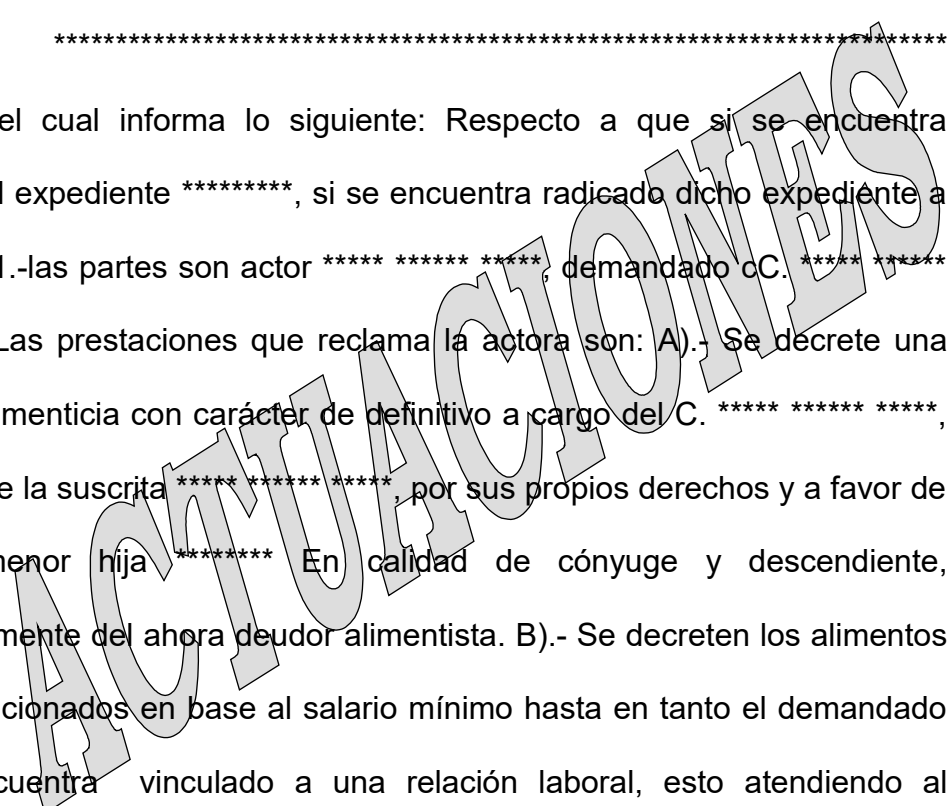 ************************************************************************
el cual informa lo siguiente: Respecto a que si se encuentra
expediente *********, si se encuentra radicado dicho expediente a
1.-las partes son actor ***** ****** *****, demandado cC. ***** ******
Las prestaciones que reclama la actora son: A).- Se decrete una
menticia con carácter de definitivo a cargo del C. ***** ****** *****,
e la suscrita ***** ****** *****, por sus propios derechos y a favor de
menor hija ******** En calidad de cónyuge y descendiente,
mente del ahora deudor alimentista. B).- Se decreten los alimentos
cionados en base al salario mínimo hasta en tanto el demandado
cuentra vinculado a una relación laboral, esto atendiendo al
ACTUACIONES